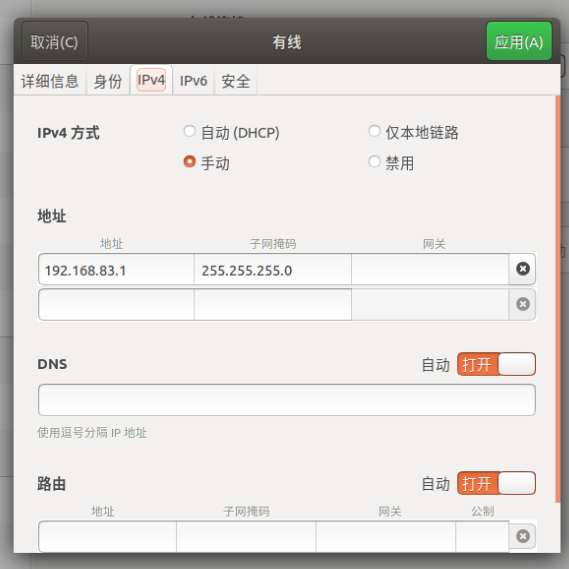 取消(C) 有线 应用(A)
详细信息 身份 IPv4 IPv6 安全
IPv4 方式 自动 (DHCP) 仅本地链路
手动 禁用
地址
地址 子网掩码 网关
192.168.83.1 255.255.255.0
DNS 自动 打开
使用逗号分隔 IP 地址
路由 自动 打开
地址 子网掩码 网关 公制